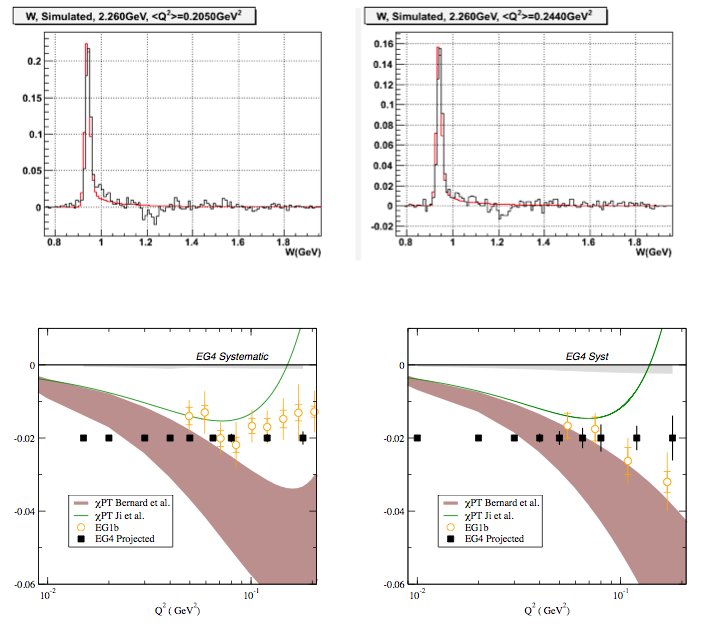 W, Simulated, 2.260GeV, <Q²>=0.2050GeV²
0.2
0.15
0.1
0.05
0
0.8 1 1.2 1.4 1.6 1.8
W(GeV)
W, Simulated, 2.260GeV, <Q²>=0.2440GeV²
0.16
0.14
0.12
0.1
0.08
0.06
0.04
0.02
0
-0.02
0.8 1 1.2 1.4 1.6 1.8
W(GeV)
EG4 Systematic
0
-0.02
-0.04
-0.06
χPT Bernard et al.
χPT Ji et al.
EG1b
EG4 Projected
10⁻² 10⁻¹
Q² ( GeV²)
EG4 Syst
0
-0.02
-0.04
-0.06
χPT Bernard et al.
χPT Ji et al.
EG1b
EG4 Projected
10⁻² 10⁻¹
Q² ( GeV²)